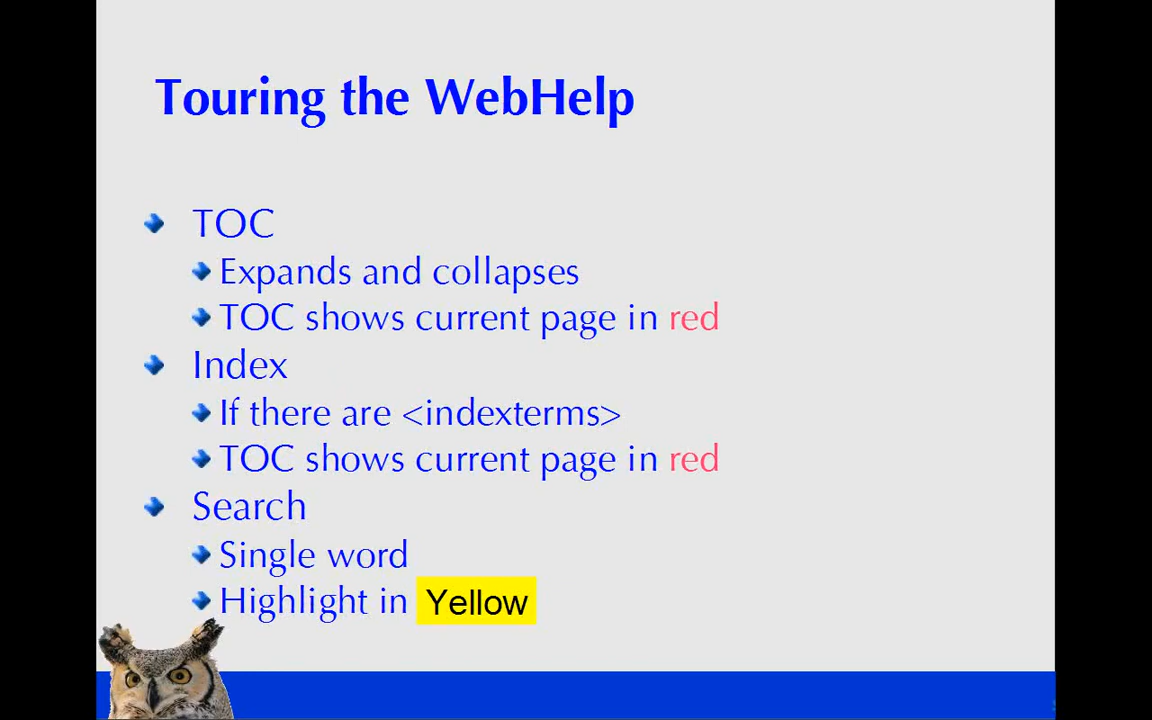 Touring the WebHelp
TOC
Expands and collapses
TOC shows current page in red
Index
If there are <indexterms>
TOC shows current page in red
Search
Single word
Highlight in Yellow